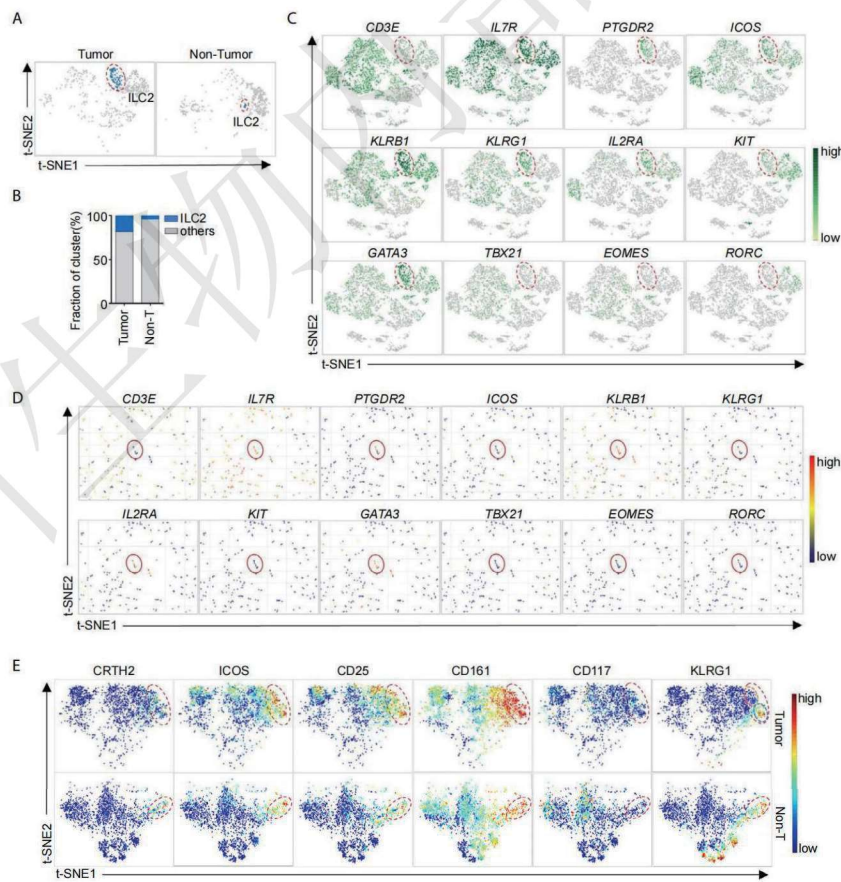 A
Tumor
Non-Tumor
ILC2
ILC2
t-SNE2
t-SNE1
B
Fraction of cluster(%)
100
50
0
ILC2
others
Tumor
Non-T
C
CD3E IL7R PTGDR2 ICOS
KLRB1 KLRG1 IL2RA KIT
GATA3 TBX21 EOMES RORC
high
low
t-SNE2
t-SNE1
D
CD3E IL7R PTGDR2 ICOS KLRB1 KLRG1
IL2RA KIT GATA3 TBX21 EOMES RORC
high
low
t-SNE2
t-SNE1
E
CRTH2 ICOS CD25 CD161 CD117 KLRG1
Tumor
Non-T
high
low
t-SNE2
t-SNE1
生物内